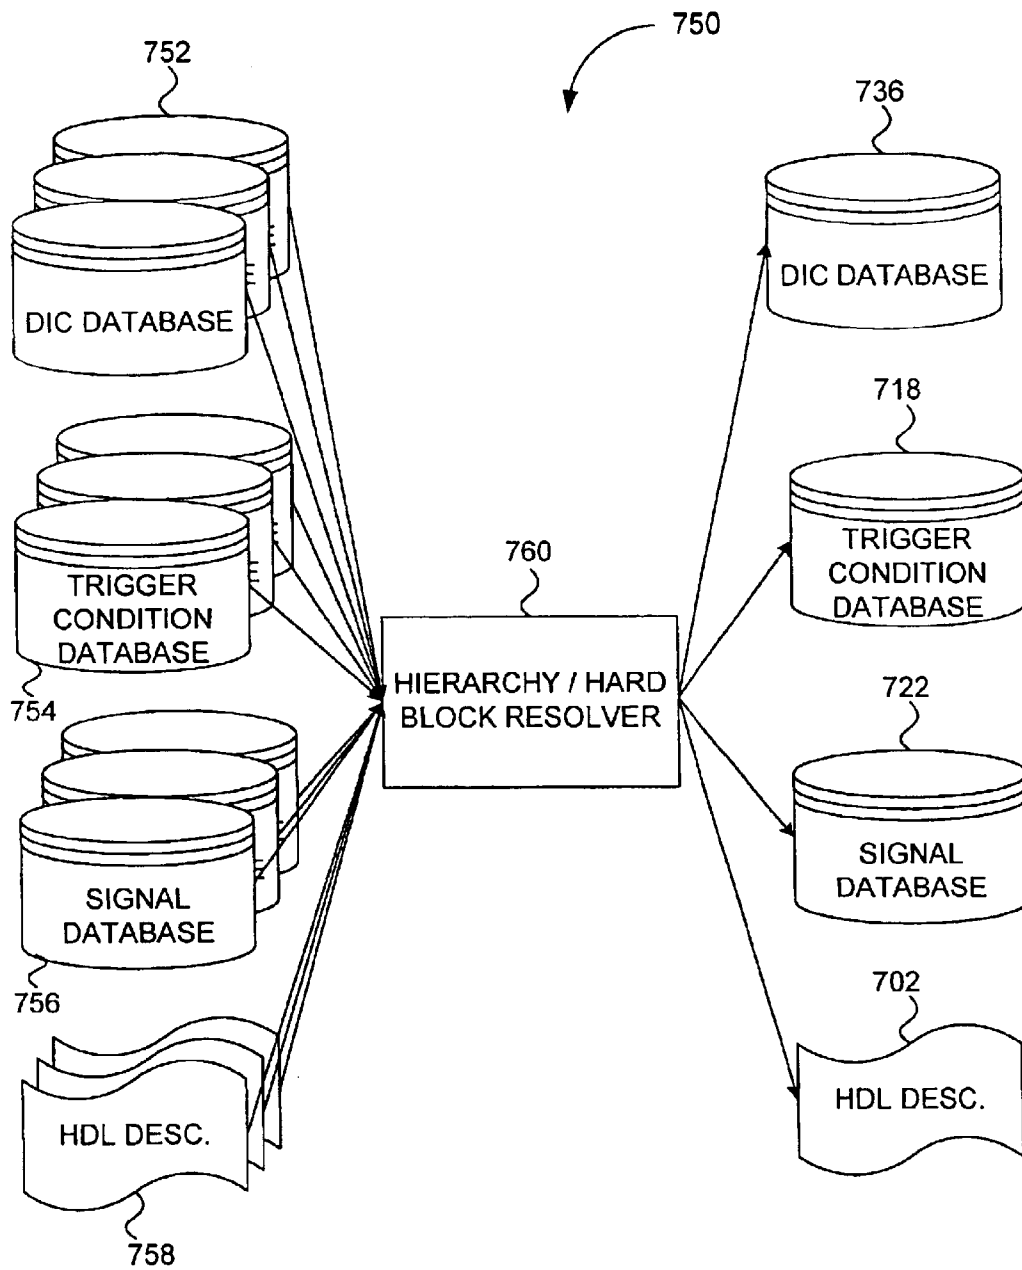 750
752
736
DIC DATABASE
DIC DATABASE
718
760
TRIGGER
CONDITION
DATABASE
TRIGGER
CONDITION
DATABASE
754
HIERARCHY / HARD
BLOCK RESOLVER
722
SIGNAL
DATABASE
SIGNAL
DATABASE
756
702
HDL DESC.
HDL DESC.
758